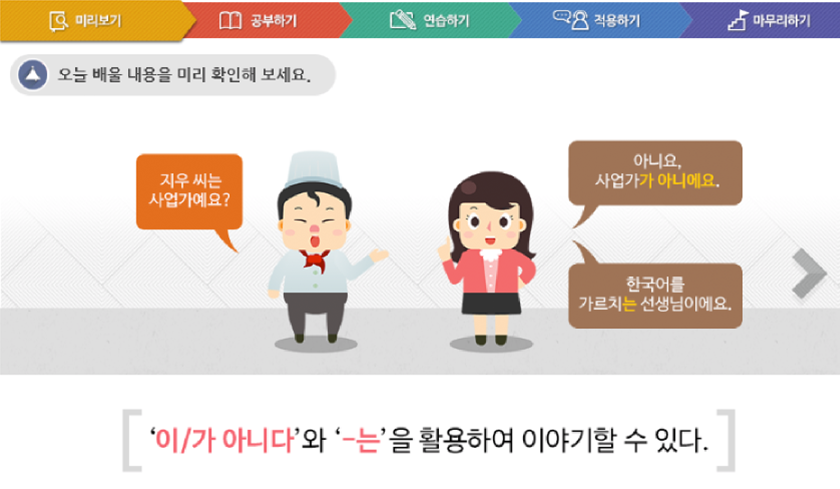 미리보기
공부하기
연습하기
적용하기
마무리하기
오늘 배울 내용을 미리 확인해 보세요.
지우 씨는
사업가예요?
아니요,
사업가가 아니에요.
한국어를
가르치는 선생님이에요.
‘이/가 아니다’와 ‘-는’을 활용하여 이야기할 수 있다.